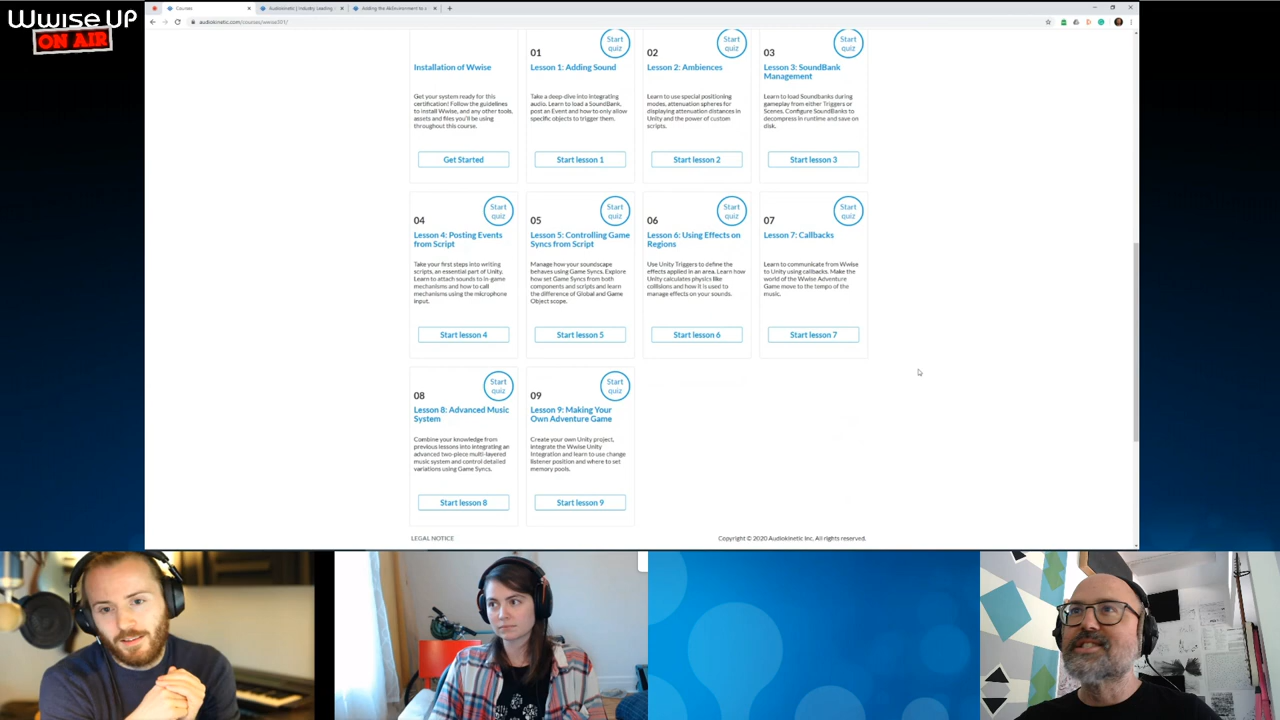 Wwise UP
ON AIR
Courses
Audiokinetic | Industry Leading
Adding the AkEnvironment to a
audiokinetic.com/courses/wwise301/
Installation of Wwise
Get your system ready for this
certification! Follow the guidelines
to install Wwise, and any other tools,
assets and files you'll be using
throughout this course.
Get Started
01
Start
quiz
Lesson 1: Adding Sound
Take a deep-dive into integrating
audio. Learn to load a SoundBank,
post an Event and how to only allow
specific objects to trigger them.
Start lesson 1
02
Start
quiz
Lesson 2: Ambiences
Learn to use special positioning
modes, attenuation spheres for
displaying attenuation distances in
Unity and the power of custom
scripts.
Start lesson 2
03
Start
quiz
Lesson 3: SoundBank
Management
Learn to load Soundbanks during
gameplay from either Triggers or
Scenes. Configure SoundBanks to
decompress in runtime and save on
disk.
Start lesson 3
04
Start
quiz
Lesson 4: Posting Events
from Script
Take your first steps into writing
scripts, an essential part of Unity.
Learn to attach sounds to in-game
mechanisms and how to call
mechanisms using the microphone
input.
Start lesson 4
05
Start
quiz
Lesson 5: Controlling Game
Syncs from Script
Manage how your soundscape
behaves using Game Syncs. Explore
how set Game Syncs from both
components and scripts and learn
the difference of Global and Game
Object scope.
Start lesson 5
06
Start
quiz
Lesson 6: Using Effects on
Regions
Use Unity Triggers to define the
effects applied in an area. Learn how
Unity calculates physics like
collisions and how it is used to
manage effects on your sounds.
Start lesson 6
07
Start
quiz
Lesson 7: Callbacks
Learn to communicate from Wwise
to Unity using callbacks. Make the
world of the Wwise Adventure
Game move to the tempo of the
music.
Start lesson 7
08
Start
quiz
Lesson 8: Advanced Music
System
Combine your knowledge from
previous lessons into integrating an
advanced two-piece multi-layered
music system and control detailed
variations using Game Syncs.
Start lesson 8
09
Start
quiz
Lesson 9: Making Your
Own Adventure Game
Create your own Unity project,
integrate the Wwise Unity
Integration and learn to use change
listener position and where to set
memory pools.
Start lesson 9
LEGAL NOTICE
Copyright © 2020 Audiokinetic Inc. All rights reserved.